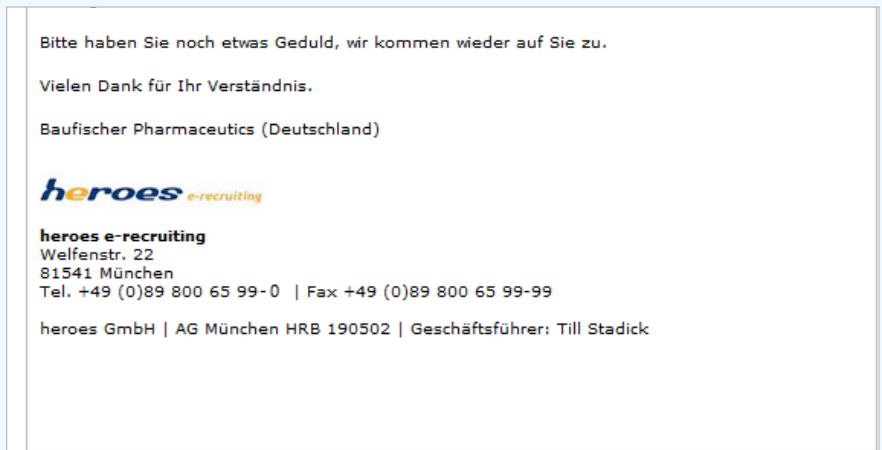 Bitte haben Sie noch etwas Geduld, wir kommen wieder auf Sie zu.
Vielen Dank für Ihr Verständnis.
Baufischer Pharmaceutics (Deutschland)
heroes e-recruiting
heroes e-recruiting
Welfenstr. 22
81541 München
Tel. +49 (0)89 800 65 99-0 | Fax +49 (0)89 800 65 99-99
heroes GmbH | AG München HRB 190502 | Geschäftsführer: Till Stadick